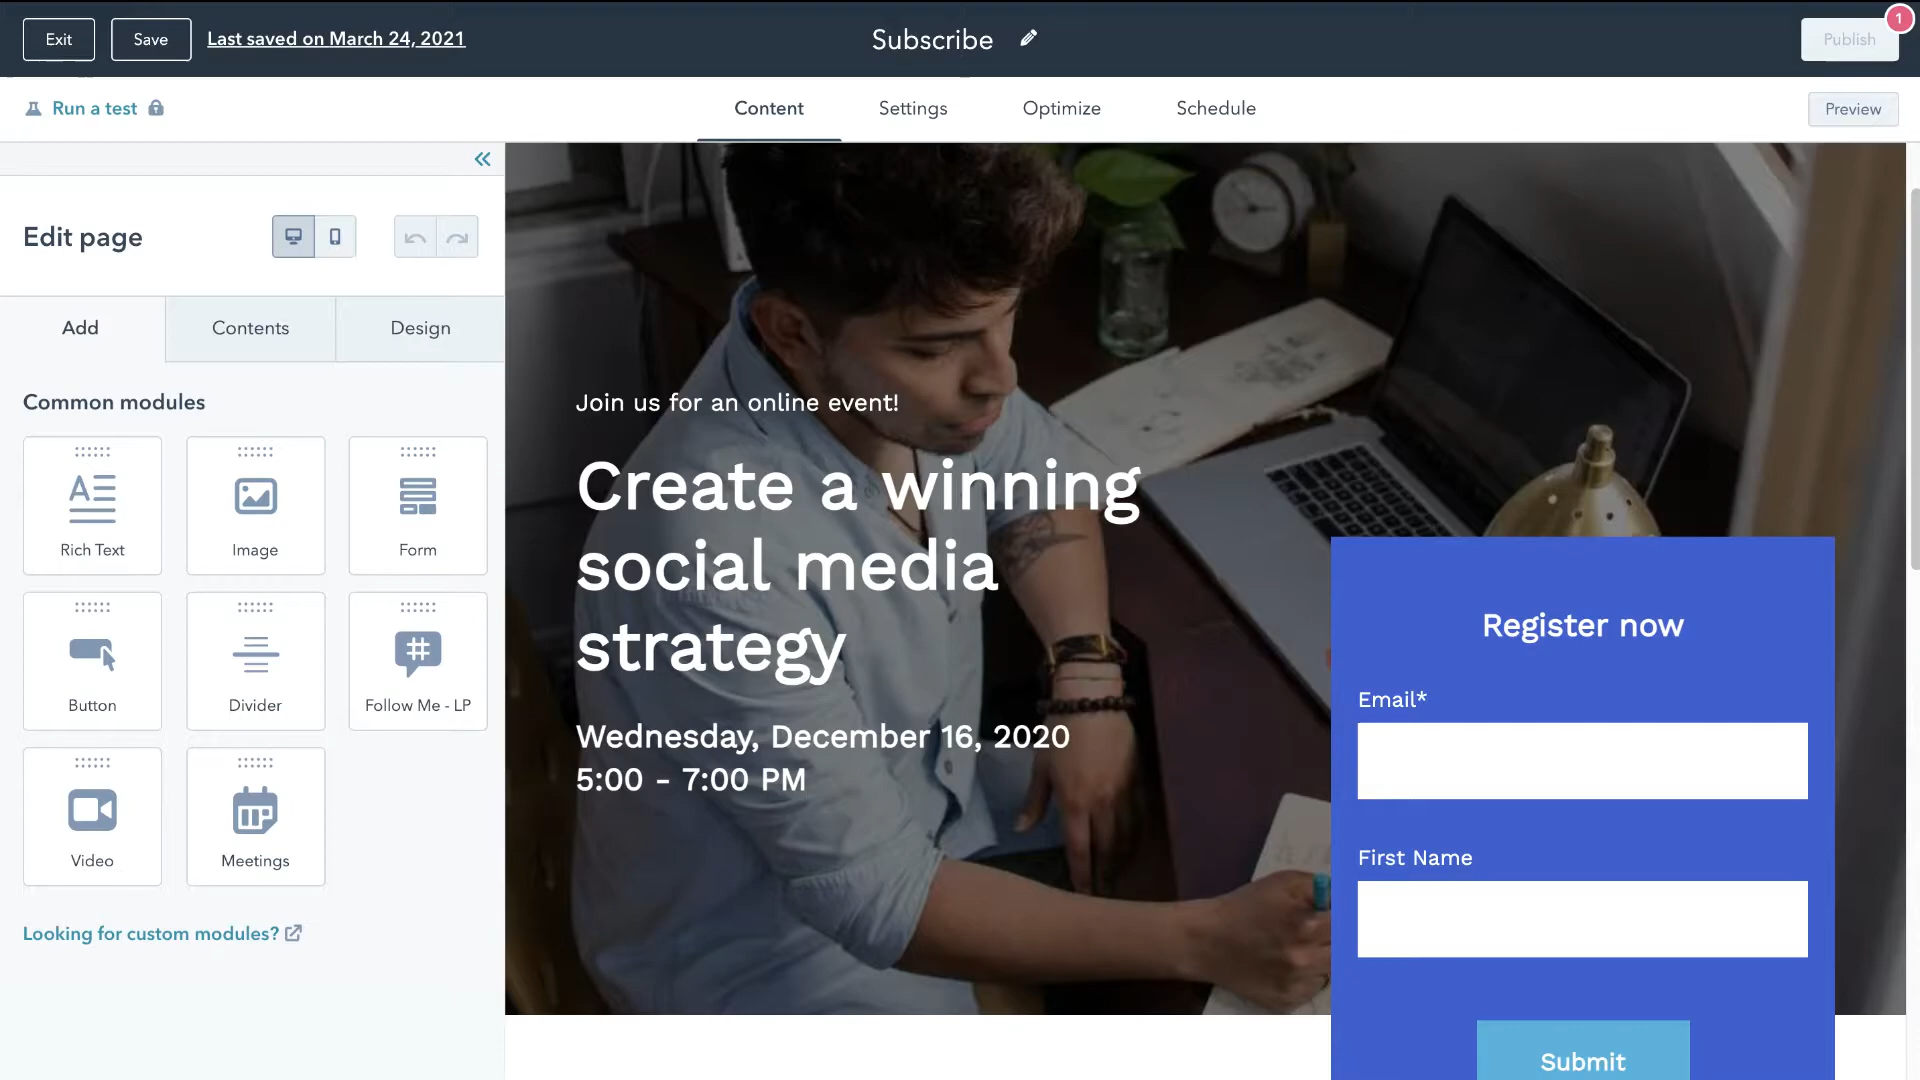 Exit
Save
Last saved on March 24, 2021
Subscribe
1
Publish
Run a test
Content
Settings
Optimize
Schedule
Preview
Edit page
Add
Contents
Design
Common modules
Rich Text
Image
Form
Button
Divider
Follow Me - LP
Video
Meetings
Looking for custom modules?
Join us for an online event!
Create a winning
social media
strategy
Wednesday, December 16, 2020
5:00 - 7:00 PM
Register now
Email*
First Name
Submit